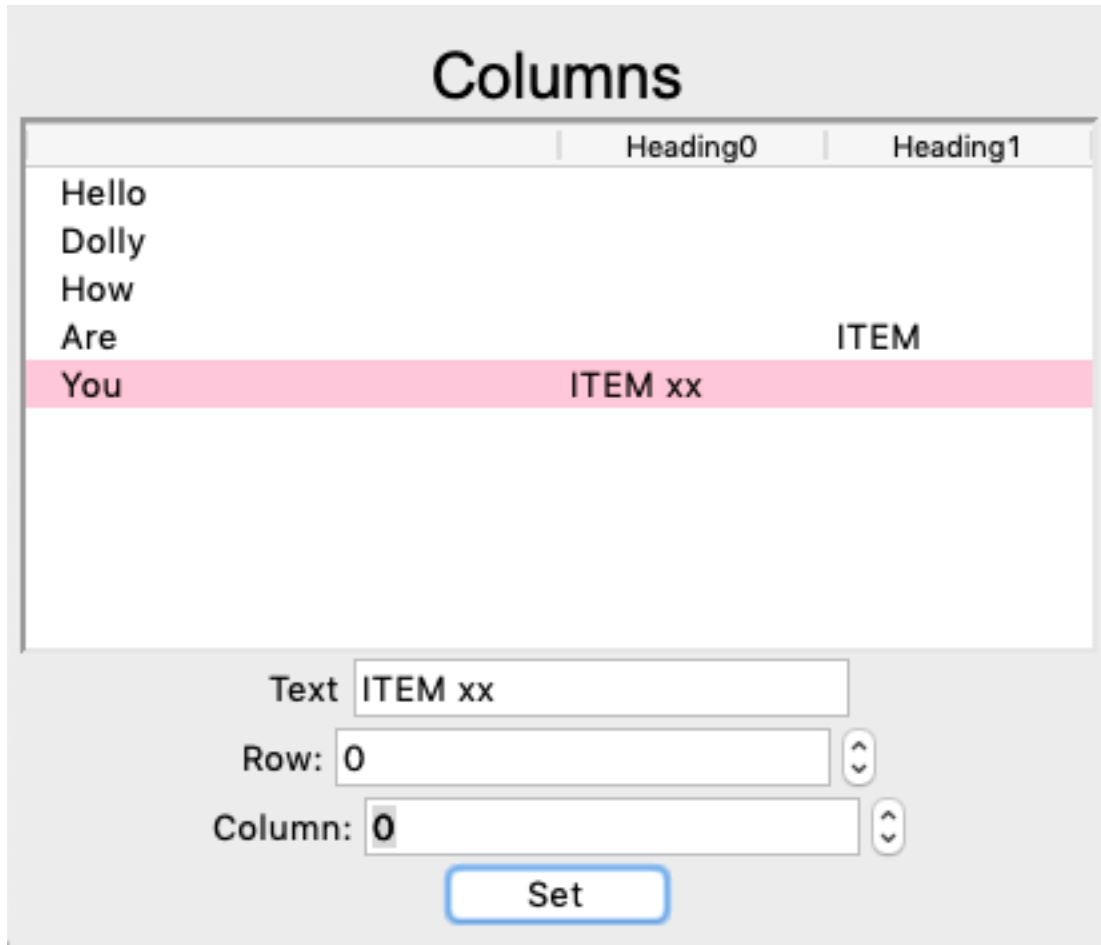 Columns
Heading0 Heading1
Hello
Dolly
How
Are ITEM
You ITEM xx
Text ITEM xx
Row: 0
Column: 0
Set